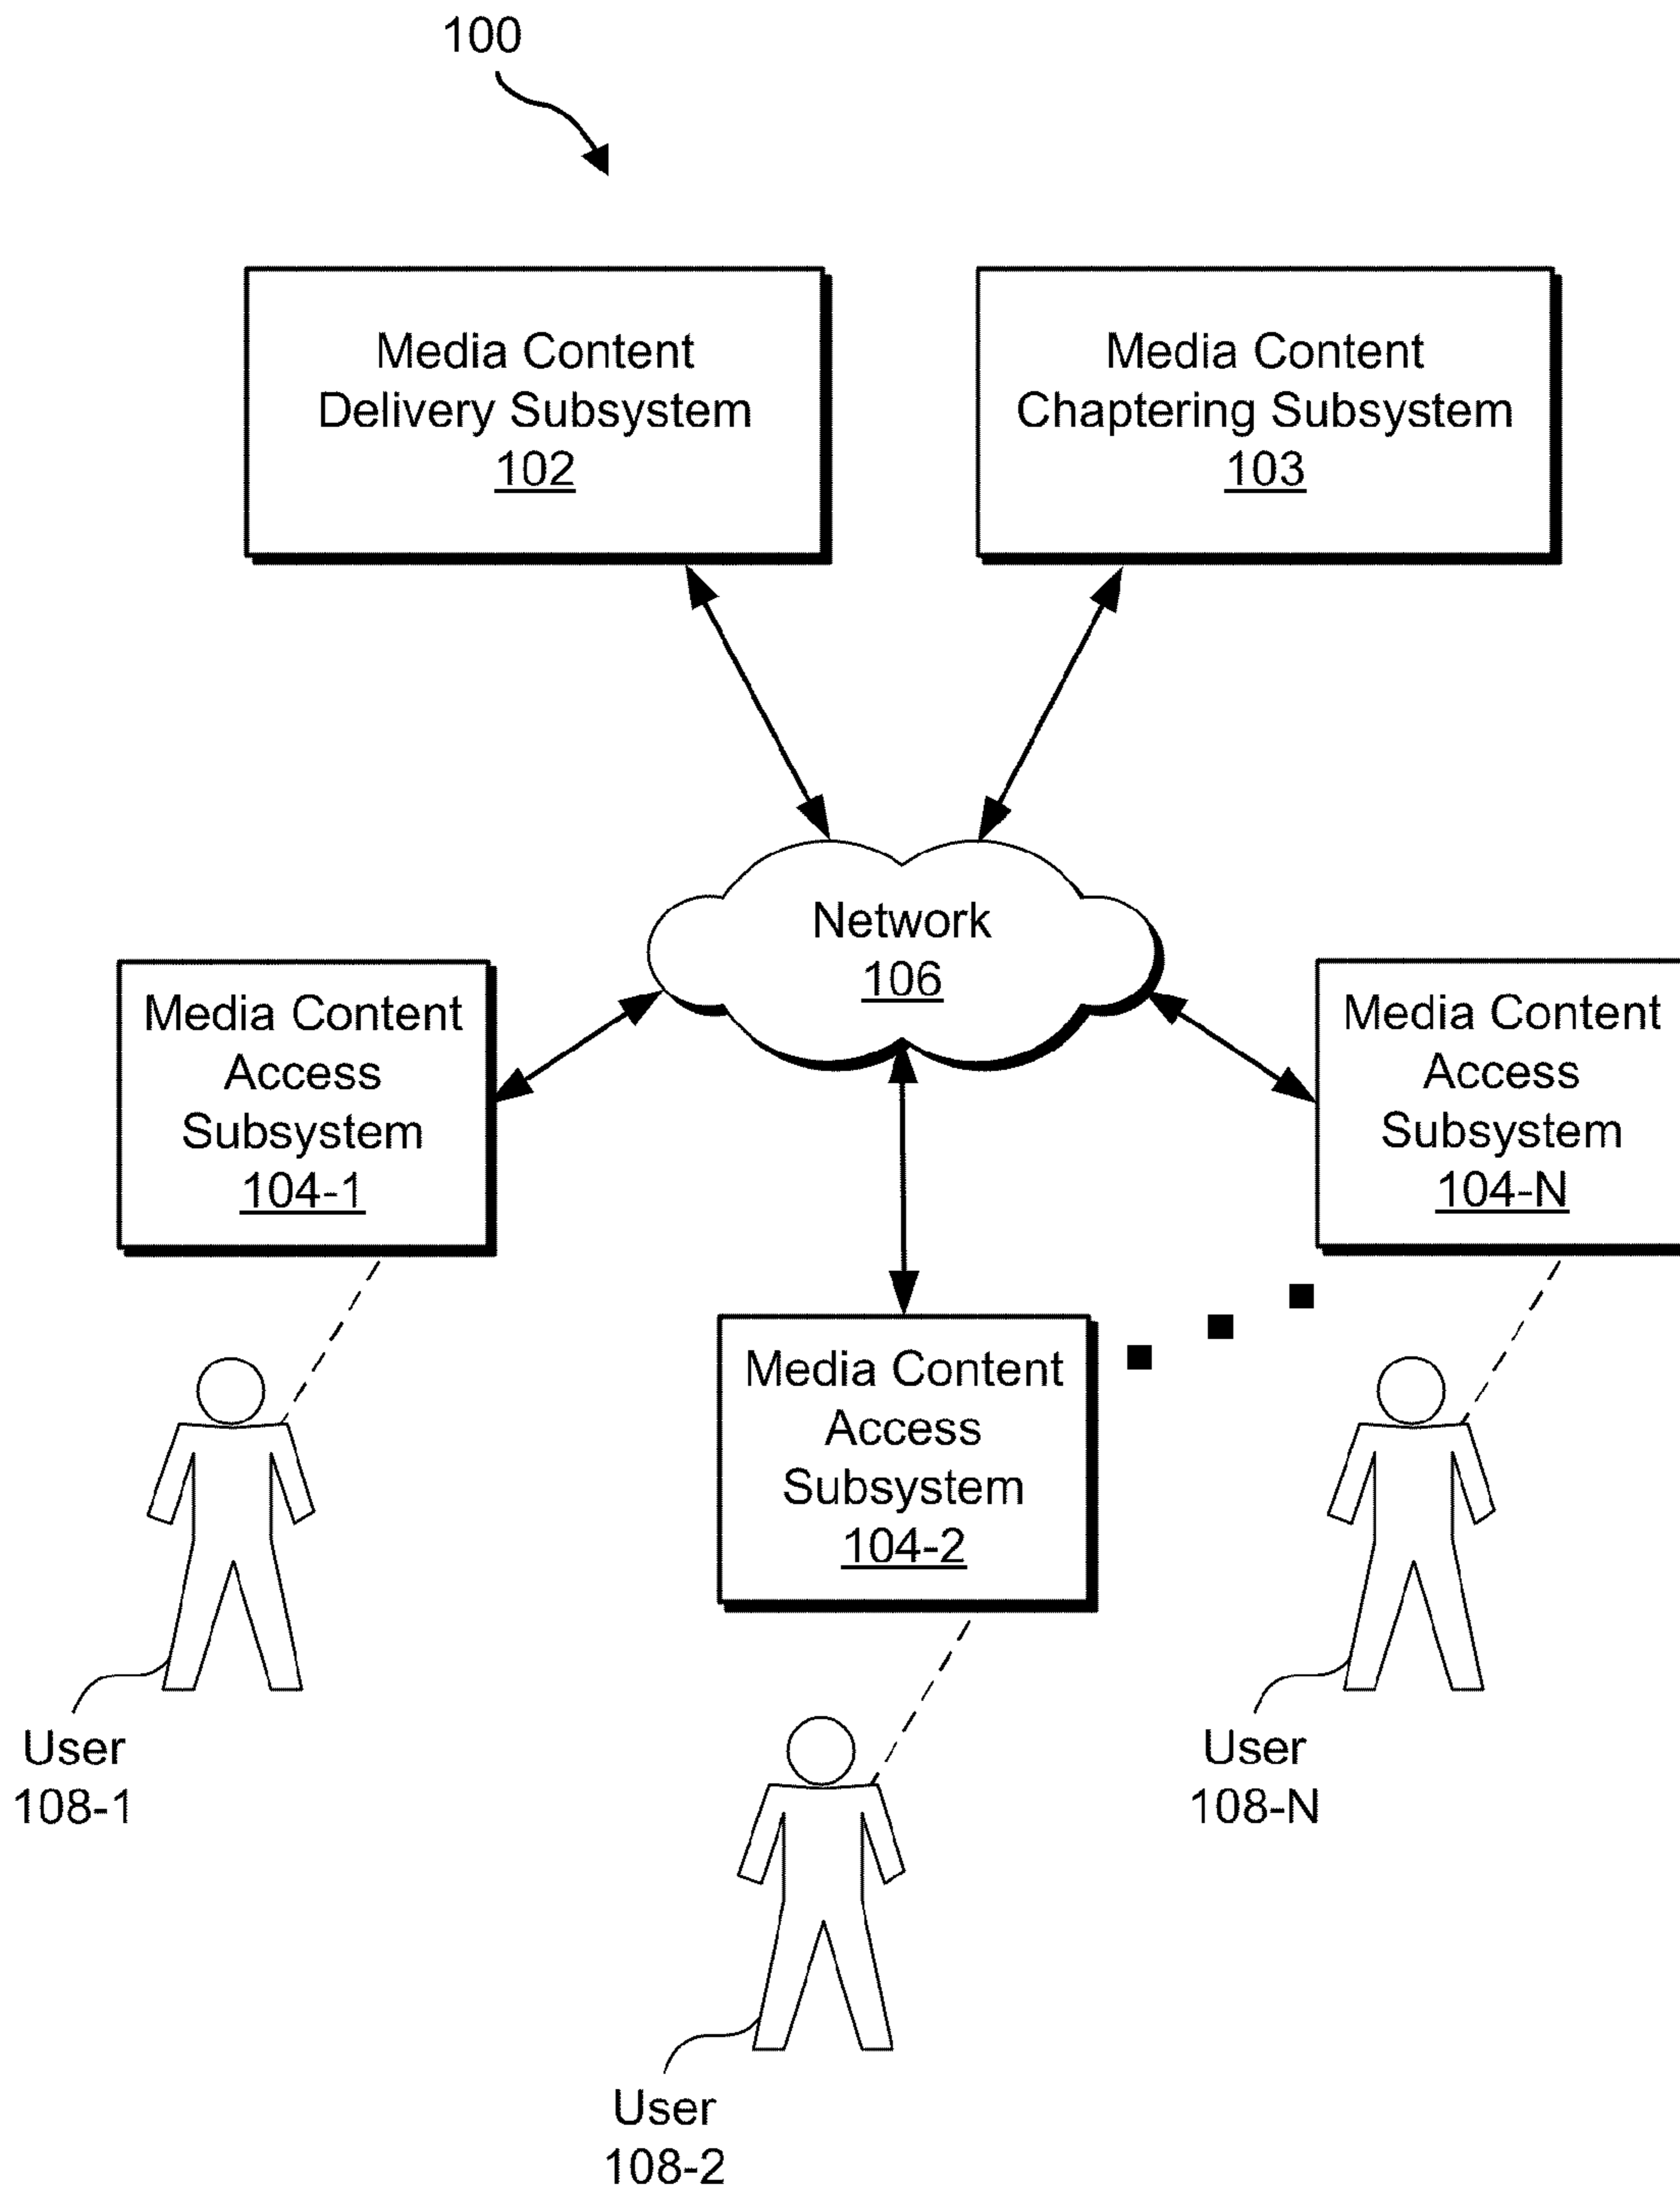 100
Media Content
Delivery Subsystem
102
Media Content
Chaptering Subsystem
103
Network
106
Media Content
Access
Subsystem
104-1
Media Content
Access
Subsystem
104-N
Media Content
Access
Subsystem
104-2
User
108-1
User
108-N
User
108-2